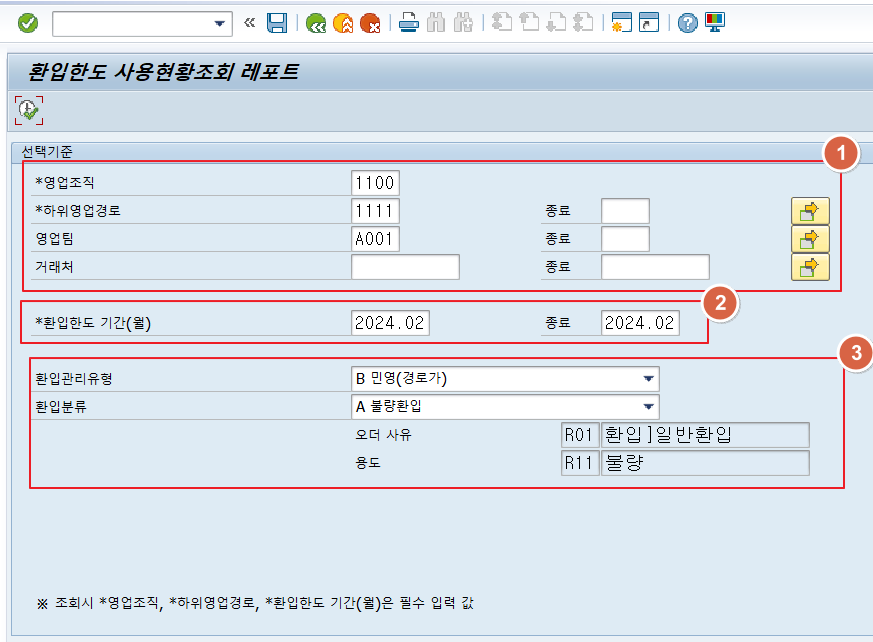 환입한도 사용현황조회 레포트
선택기준
1
*영업조직 1100
*하위영업경로 1111 종료
영업팀 A001 종료
거래처 종료
2
*환입한도 기간(월) 2024.02 종료 2024.02
3
환입관리유형 B 민영(경로가)
환입분류 A 불량환입
오더 사유 R01 환입]일반환입
용도 R11 불량
※ 조회시 *영업조직, *하위영업경로, *환입한도 기간(월)은 필수 입력 값